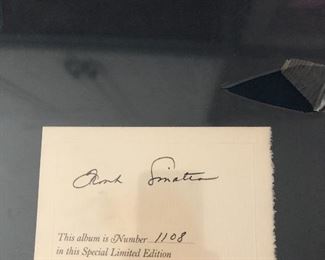 Frank Sinatra
This album is Number 1108
in this Special Limited Edition